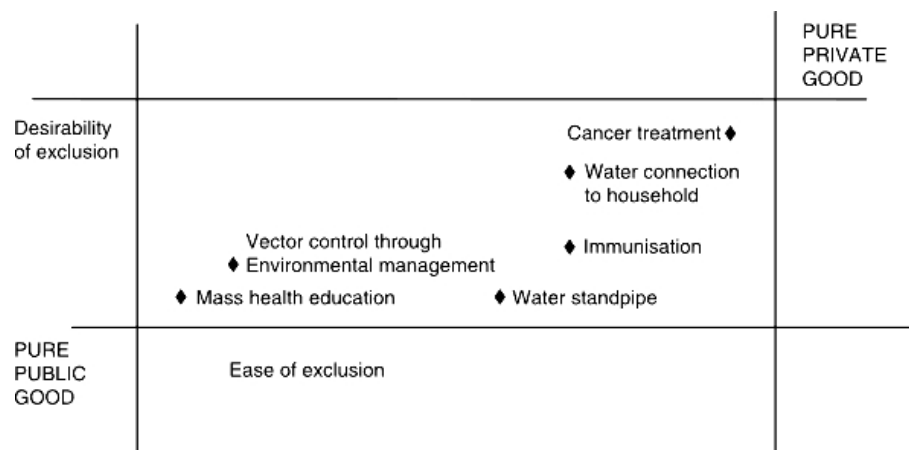 PURE
PRIVATE
GOOD
Desirability
of exclusion
Cancer treatment
Water connection
to household
Vector control through
Environmental management
Immunisation
Mass health education
Water standpipe
PURE
PUBLIC
GOOD
Ease of exclusion